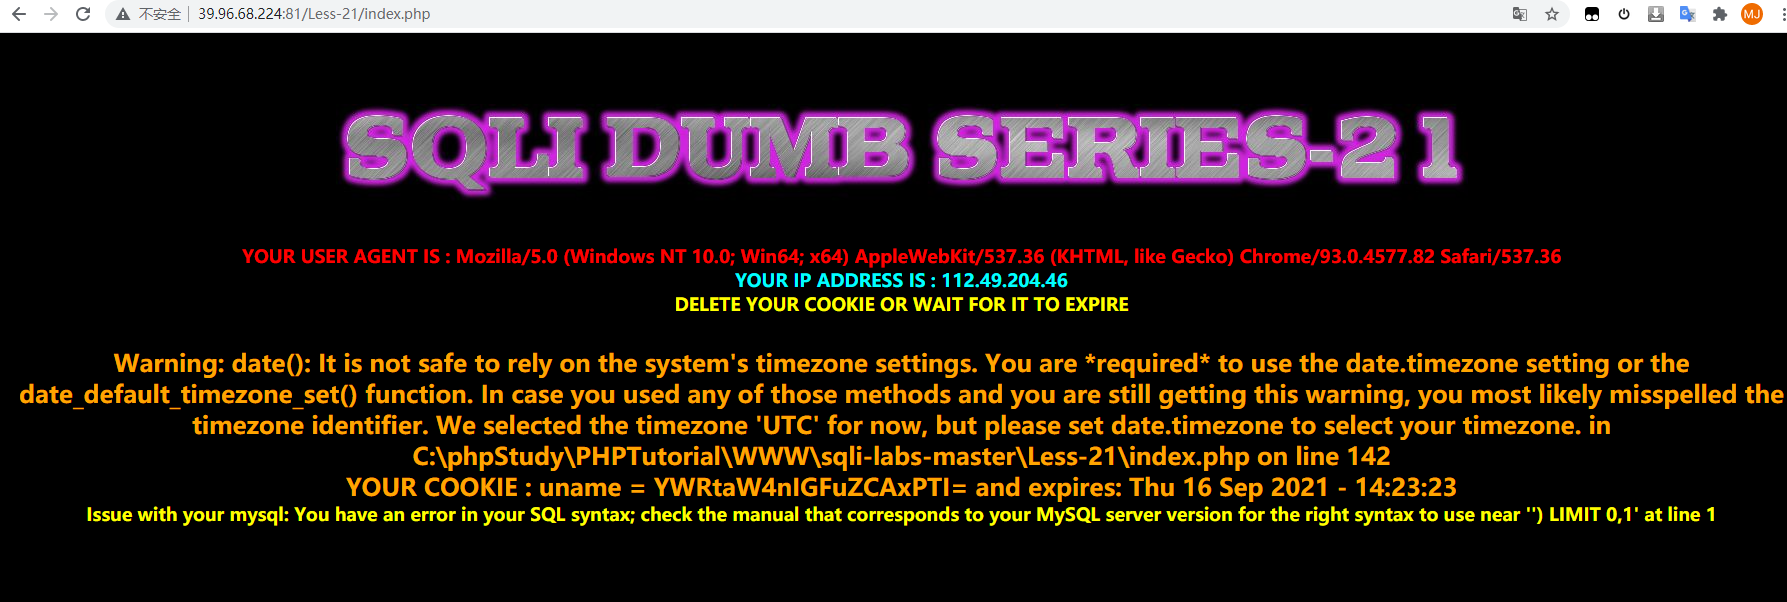 不安全 39.96.68.224:81/Less-21/index.php
MJ
SQLI DUMB SERIES-21
YOUR USER AGENT IS : Mozilla/5.0 (Windows NT 10.0; Win64; x64) AppleWebKit/537.36 (KHTML, like Gecko) Chrome/93.0.4577.82 Safari/537.36
YOUR IP ADDRESS IS : 112.49.204.46
DELETE YOUR COOKIE OR WAIT FOR IT TO EXPIRE
Warning: date(): It is not safe to rely on the system's timezone settings. You are *required* to use the date.timezone setting or the
date_default_timezone_set() function. In case you used any of those methods and you are still getting this warning, you most likely misspelled the
timezone identifier. We selected the timezone 'UTC' for now, but please set date.timezone to select your timezone. in
C:\phpStudy\PHPTutorial\WWW\sqli-labs-master\Less-21\index.php on line 142
YOUR COOKIE : uname = YWRtaW4nIGFuZCAxPTI= and expires: Thu 16 Sep 2021 - 14:23:23
Issue with your mysql: You have an error in your SQL syntax; check the manual that corresponds to your MySQL server version for the right syntax to use near '') LIMIT 0,1' at line 1